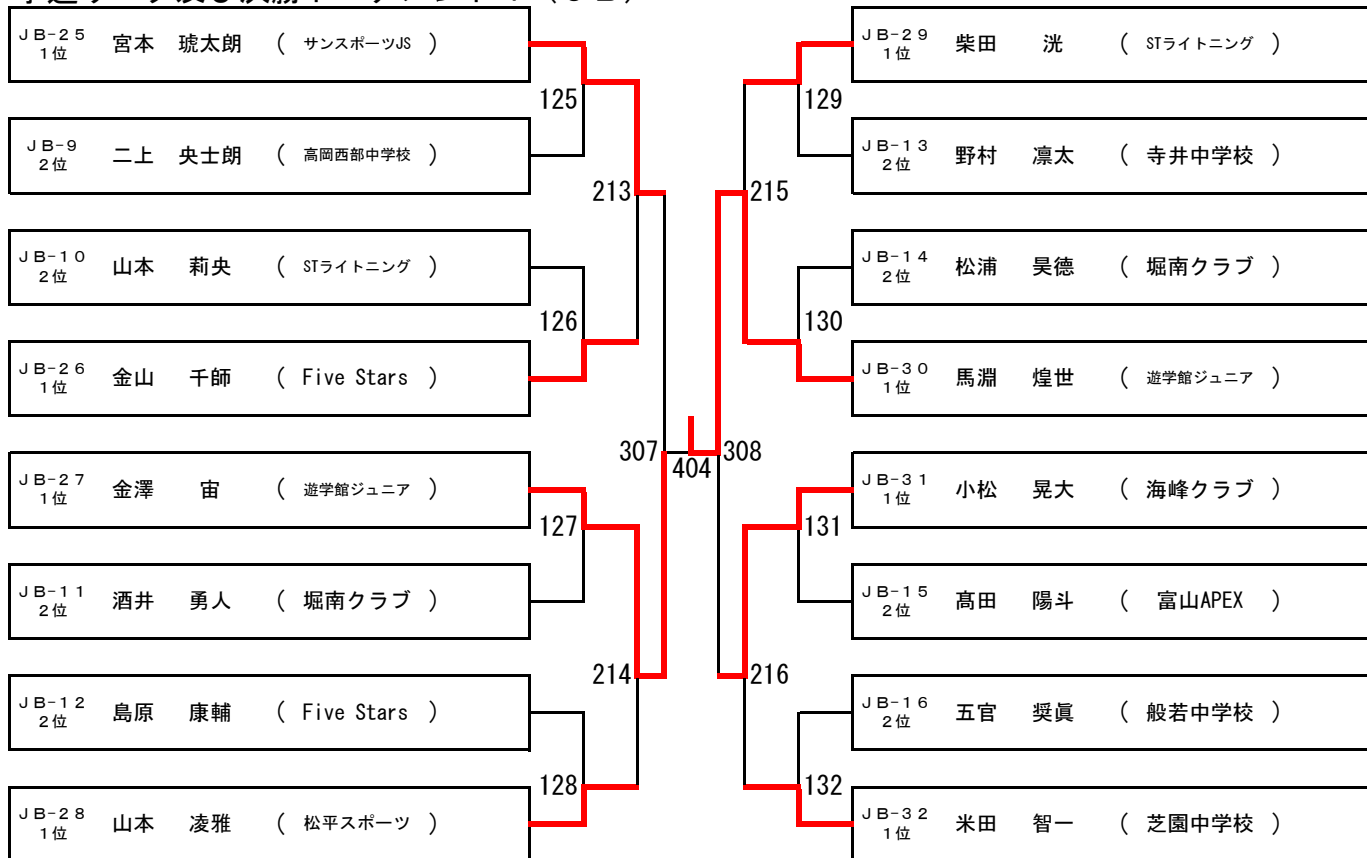 JB-25 1位 宮本 琥太朗 ( サンスポーツJS )
125
JB-9 2位 二上 央士朗 ( 高岡西部中学校 )
213
JB-10 2位 山本 莉央 ( STライトニング )
126
JB-26 1位 金山 千師 ( Five Stars )
307
JB-27 1位 金澤 宙 ( 遊学館ジュニア )
127
JB-11 2位 酒井 勇人 ( 堀南クラブ )
214
JB-12 2位 島原 康輔 ( Five Stars )
128
JB-28 1位 山本 凌雅 ( 松平スポーツ )
404
JB-29 1位 柴田 洸 ( STライトニング )
129
JB-13 2位 野村 凛太 ( 寺井中学校 )
215
JB-14 2位 松浦 昊德 ( 堀南クラブ )
130
JB-30 1位 馬淵 煌世 ( 遊学館ジュニア )
308
JB-31 1位 小松 晃大 ( 海峰クラブ )
131
JB-15 2位 髙田 陽斗 ( 富山APEX )
216
JB-16 2位 五官 奨眞 ( 般若中学校 )
132
JB-32 1位 米田 智一 ( 芝園中学校 )